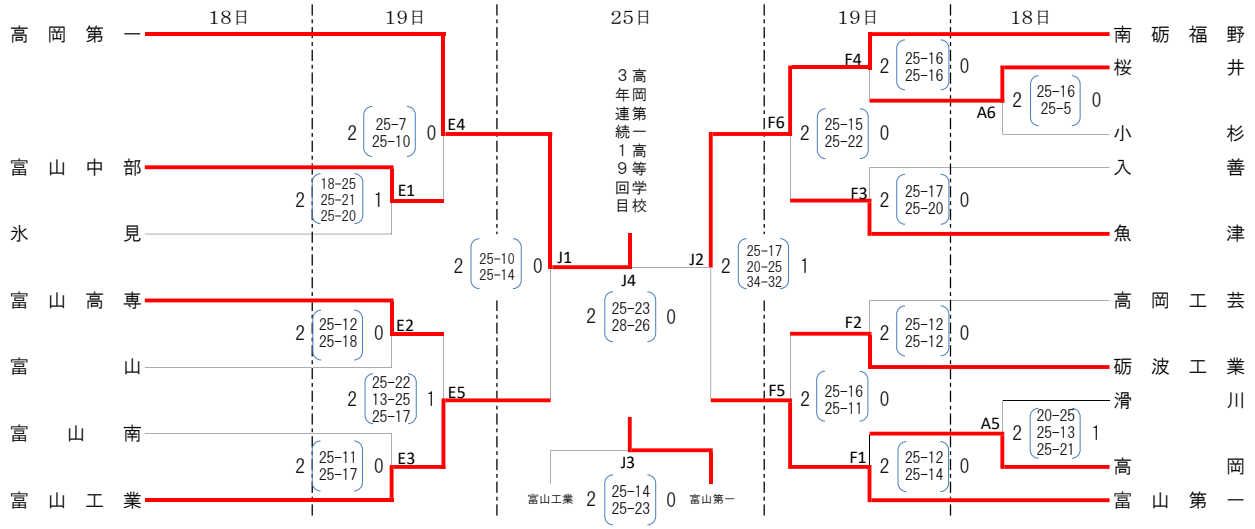 18日 19日 25日 19日 18日
高岡第一
富山中部
氷見
富山高専
富山
富山南
富山工業
南砺福野
桜井
小杉
入善
魚津
高岡工芸
砺波工業
滑川
高岡
富山第一
高岡第一高等学校
3年連続19回目
E4
2 25-7 0
25-10
E1
2 18-25 1
25-21
25-20
E2
2 25-12 0
25-18
E5
2 25-22 1
13-25
25-17
E3
2 25-11 0
25-17
J1
2 25-10 0
25-14
J4
2 25-23 0
28-26
J2
2 25-17 1
20-25
34-32
J3
富山工業 2 25-14 0 富山第一
25-23
F4
2 25-16 0
25-16
A6
2 25-16 0
25-5
F6
2 25-15 0
25-22
F3
2 25-17 0
25-20
F2
2 25-12 0
25-12
F5
2 25-16 0
25-11
A5
2 20-25 1
25-13
25-21
F1
2 25-12 0
25-14